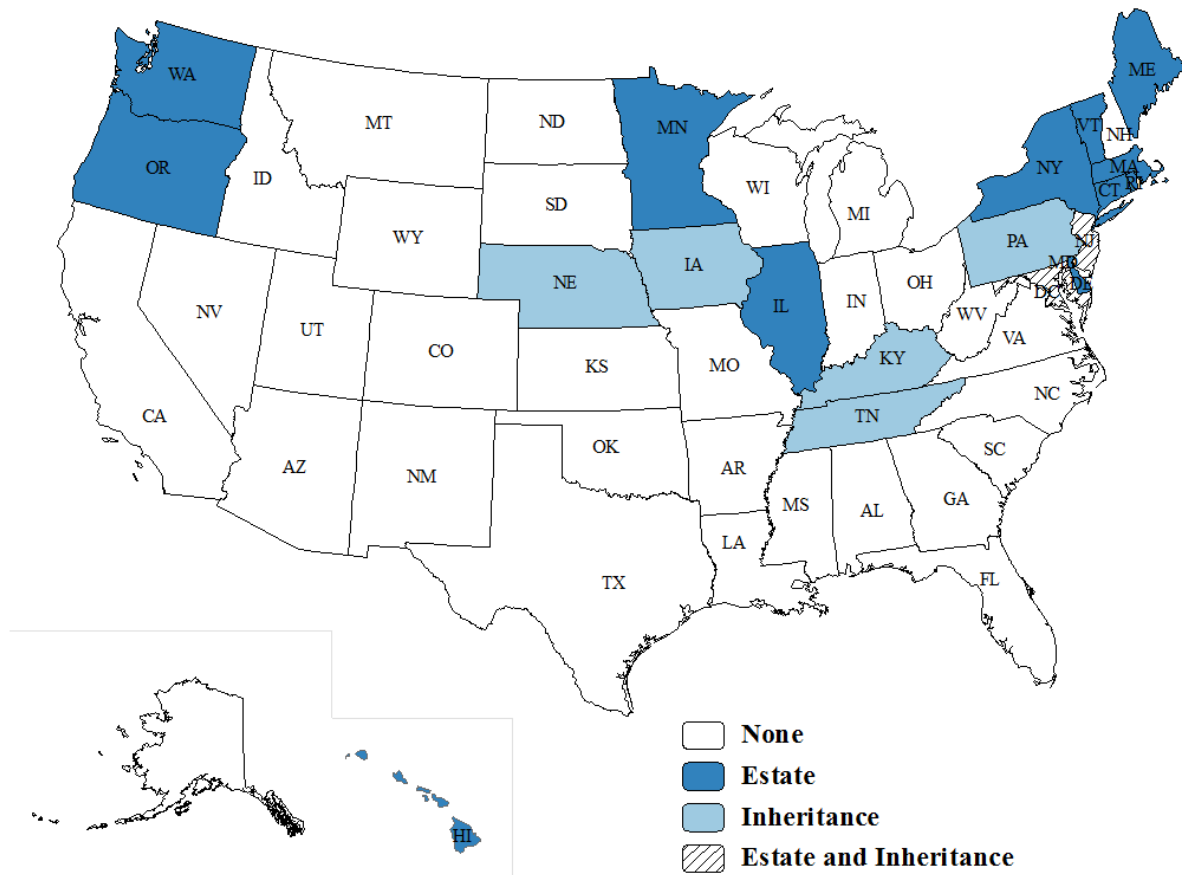 WA
ME
MT
ND
MN
VT
NH
OR
ID
SD
WI
NY
MA
CT
RI
WY
MI
NE
IA
PA
NJ
NV
UT
CO
IL
IN
OH
MD
DE
DC
WV
VA
KS
MO
KY
CA
NC
TN
OK
AZ
NM
AR
SC
MS
AL
GA
LA
TX
FL
HI
None
Estate
Inheritance
Estate and Inheritance